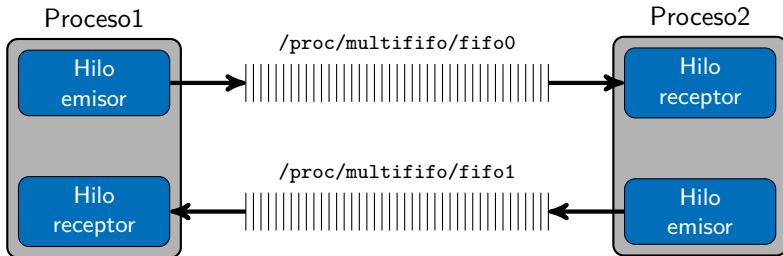 Proceso1
Proceso2
/proc/multififo/fifo0
Hilo
emisor
Hilo
receptor
/proc/multififo/fifo1
Hilo
receptor
Hilo
emisor